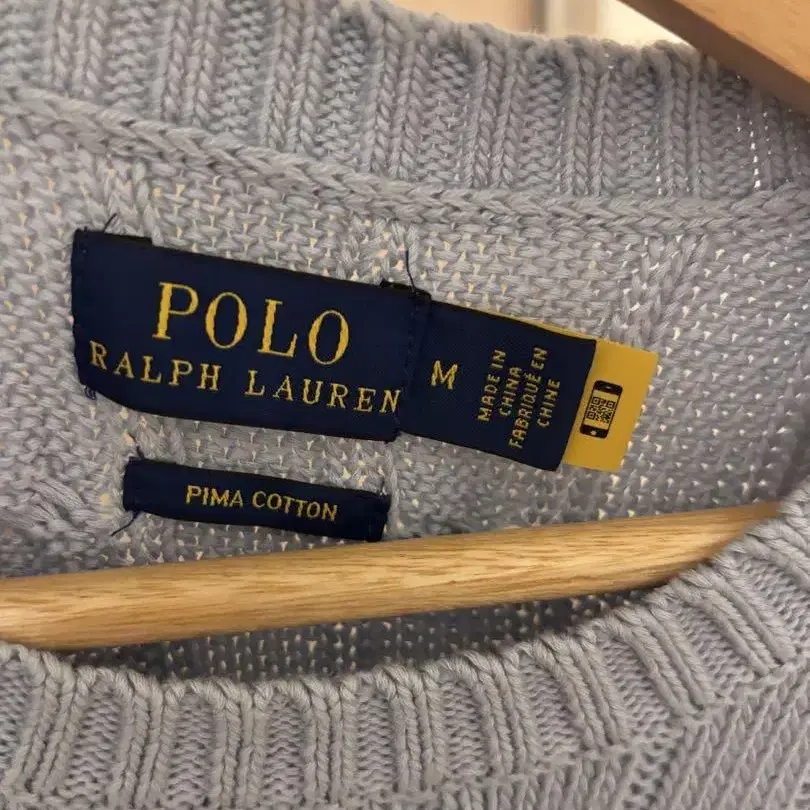 POLO
RALPH LAUREN
M
MADE IN
CHINA
FABRIQUÉ EN
CHINE
PIMA COTTON